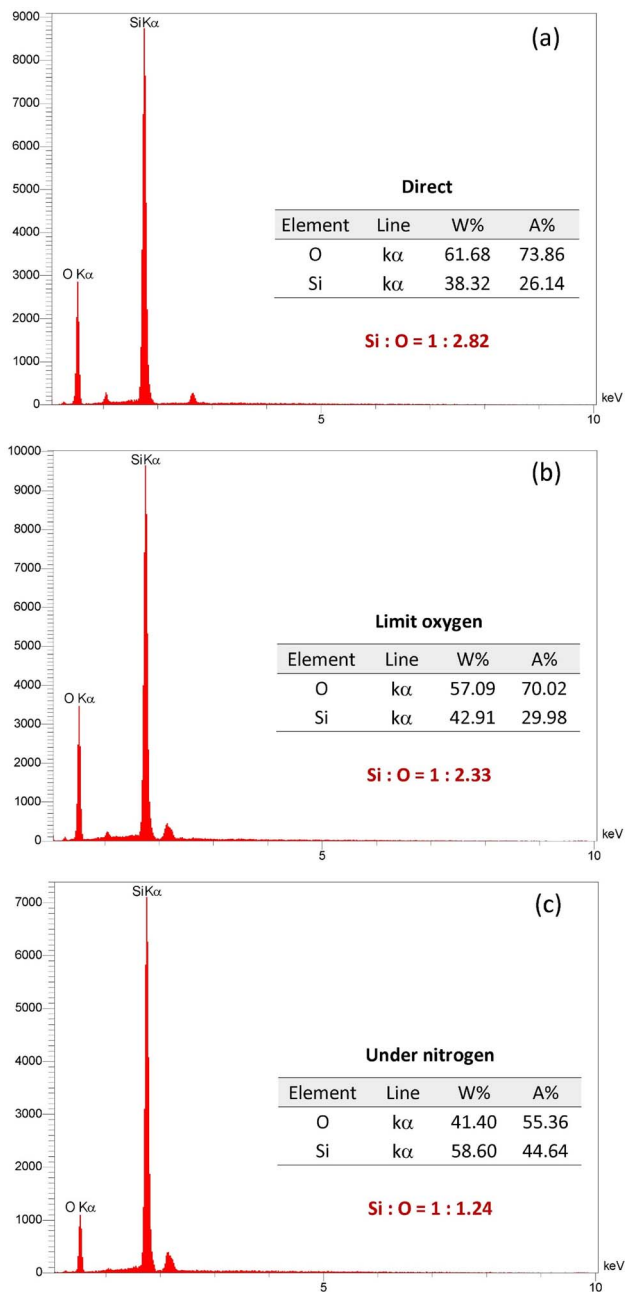 9000
SiKα
(a)
8000
7000
6000
5000
Direct
Element Line W% A%
4000
O kα 61.68 73.86
Si kα 38.32 26.14
3000
O Kα
Si : O = 1 : 2.82
2000
1000
0
5
10
keV
10000
SiKα
(b)
9000
8000
7000
6000
Limit oxygen
Element Line W% A%
5000
O kα 57.09 70.02
4000
Si kα 42.91 29.98
O Kα
3000
Si : O = 1 : 2.33
2000
1000
0
5
10
keV
SiKα
(c)
7000
6000
5000
4000
Under nitrogen
Element Line W% A%
3000
O kα 41.40 55.36
Si kα 58.60 44.64
2000
O Kα
Si : O = 1 : 1.24
1000
0
5
10
keV